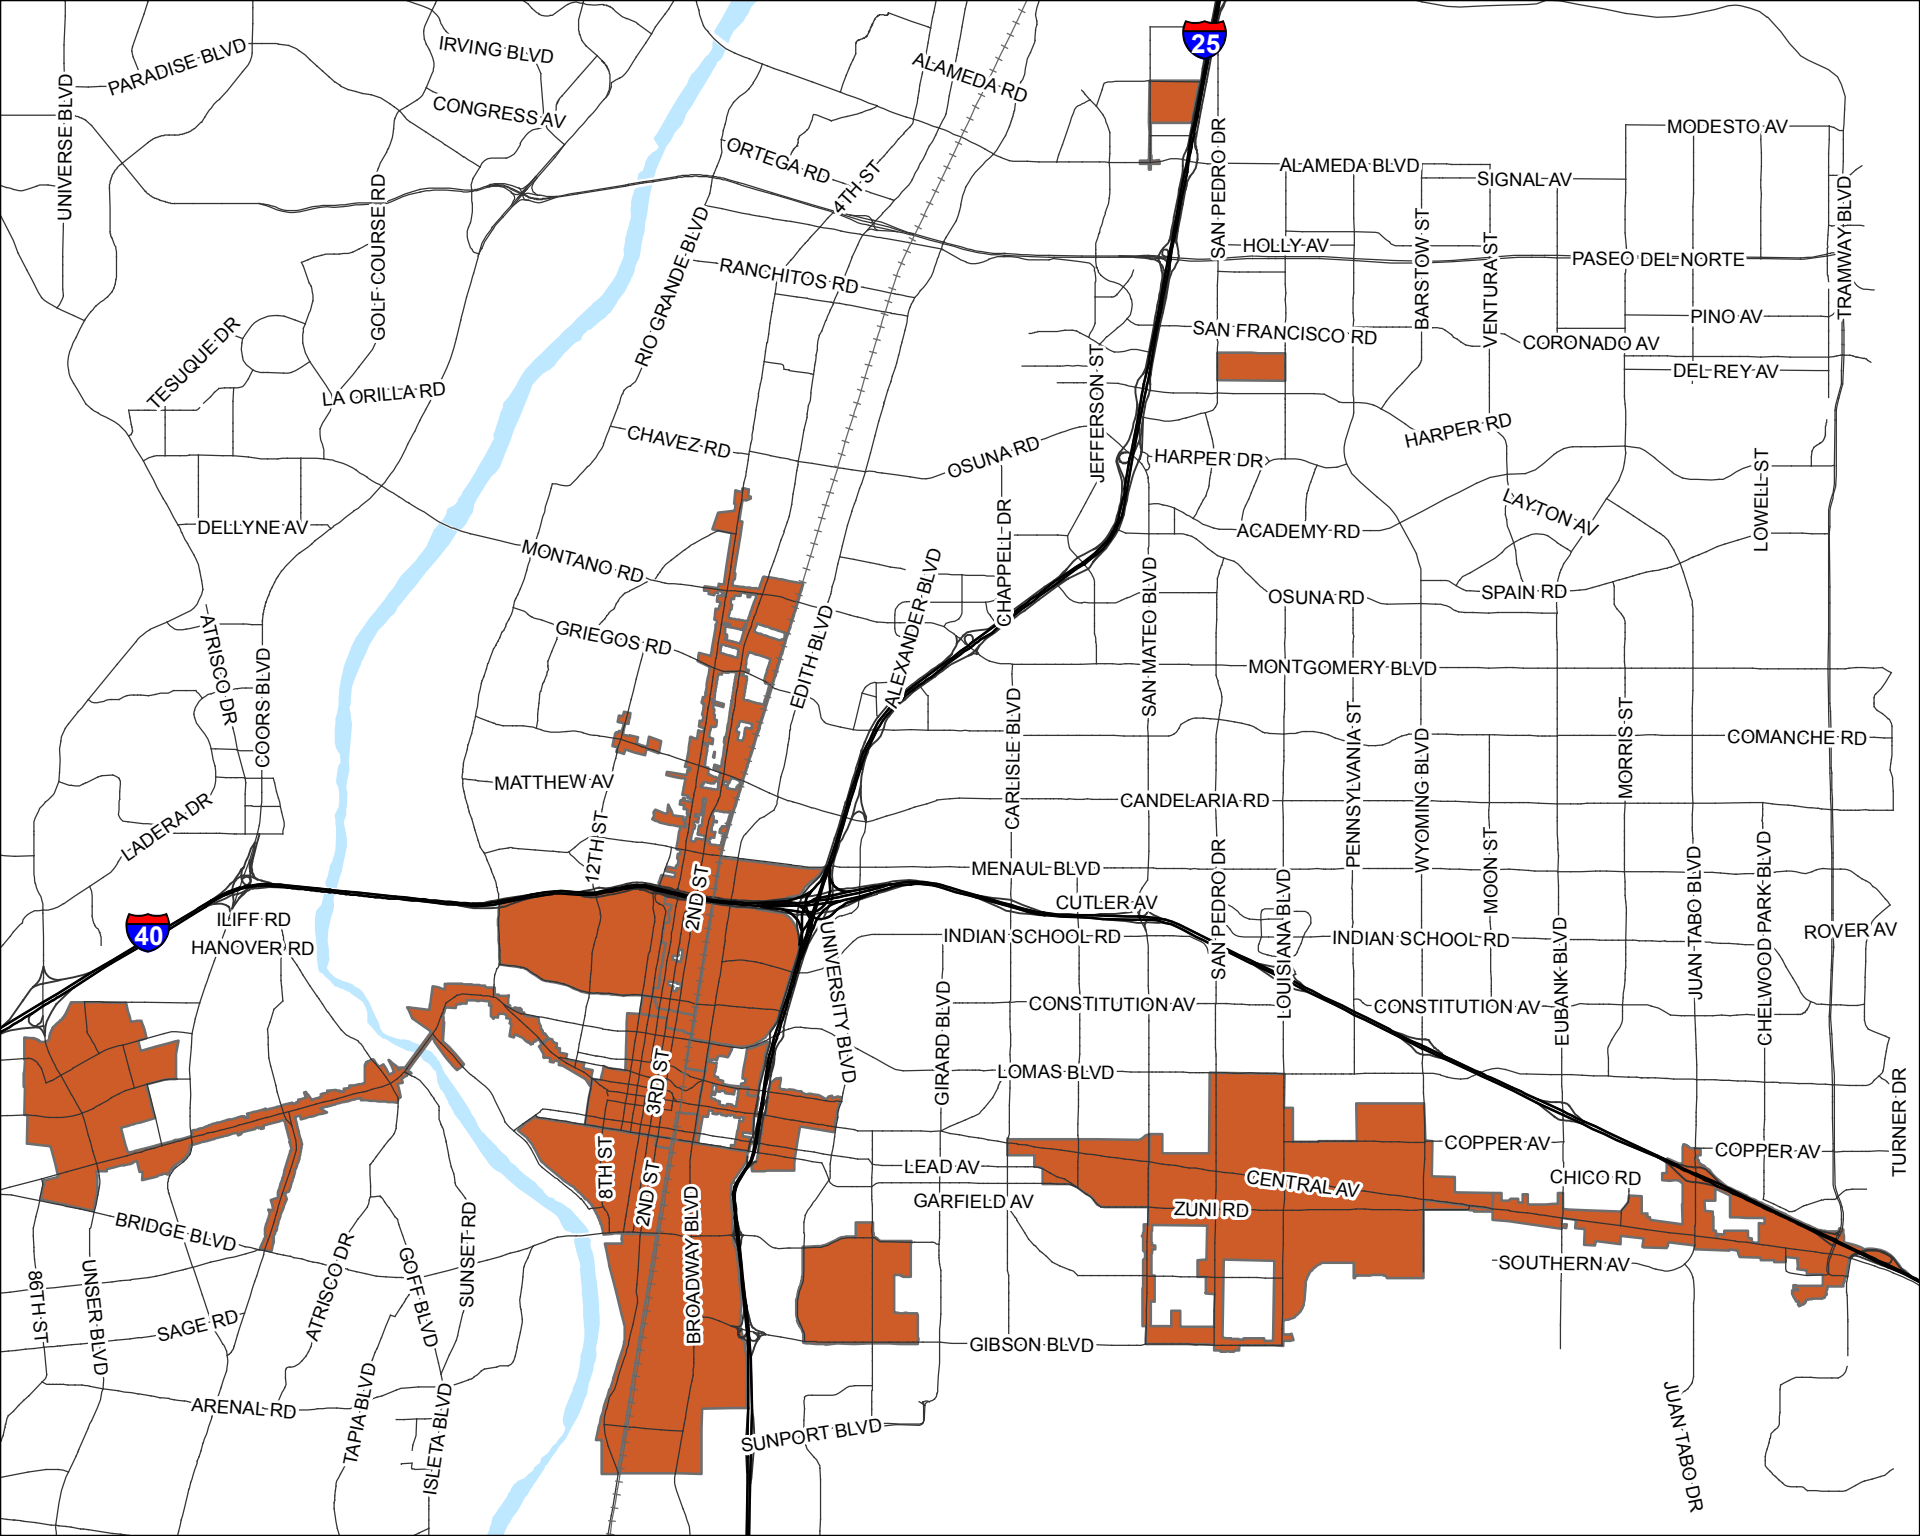 25
IRVING BLVD
PARADISE BLVD
ALAMEDA RD
UNIVERSE BLVD
CONGRESS AV
MODESTO AV
SAN PEDRO DR
ORTEGA RD
ALAMEDA BLVD
SIGNAL AV
4TH ST
GOLF COURSE RD
TRAMWAY BLVD
RIO GRANDE BLVD
HOLLY AV
BARSTOW ST
VENTURA ST
PASEO DEL NORTE
RANCHITOS RD
PINO AV
SAN FRANCISCO RD
CORONADO AV
TESUQUE DR
DEL REY AV
LA ORILLA RD
JEFFERSON ST
HARPER RD
CHAVEZ RD
OSUNA RD
HARPER DR
LOWELL ST
LAYTON AV
DELLYNE AV
ACADEMY RD
CHAPPELL DR
MONTANO RD
ALEXANDER BLVD
SAN MATEO BLVD
SPAIN RD
OSUNA RD
GRIEGOS RD
EDITH BLVD
ATRISCO DR
COORS BLVD
MONTGOMERY BLVD
CARLISLE BLVD
PENNSYLVANIA ST
WYOMING BLVD
MORRIS ST
COMANCHE RD
MATTHEW AV
CANDELARIA RD
LADERA DR
12TH ST
MOON ST
MENAUL BLVD
SAN PEDRO DR
LOUISIANA BLVD
JUAN TABO BLVD
CHELWOOD PARK BLVD
2ND ST
CUTLER AV
40
ILIFF RD
HANOVER RD
INDIAN SCHOOL RD
INDIAN SCHOOL RD
ROVER AV
UNIVERSITY BLVD
EUBANK BLVD
GIRARD BLVD
CONSTITUTION AV
CONSTITUTION AV
3RD ST
LOMAS BLVD
TURNER DR
COPPER AV
COPPER AV
8TH ST
LEAD AV
CHICO RD
CENTRAL AV
2ND ST
GARFIELD AV
ZUNI RD
BRIDGE BLVD
SUNSET RD
BROADWAY BLVD
SOUTHERN AV
86TH ST
UNSER BLVD
ATRISCO DR
GOFF BLVD
SAGE RD
GIBSON BLVD
ARENAL RD
TAPIA BLVD
ISLETA BLVD
SUNPORT BLVD
JUAN TABO DR